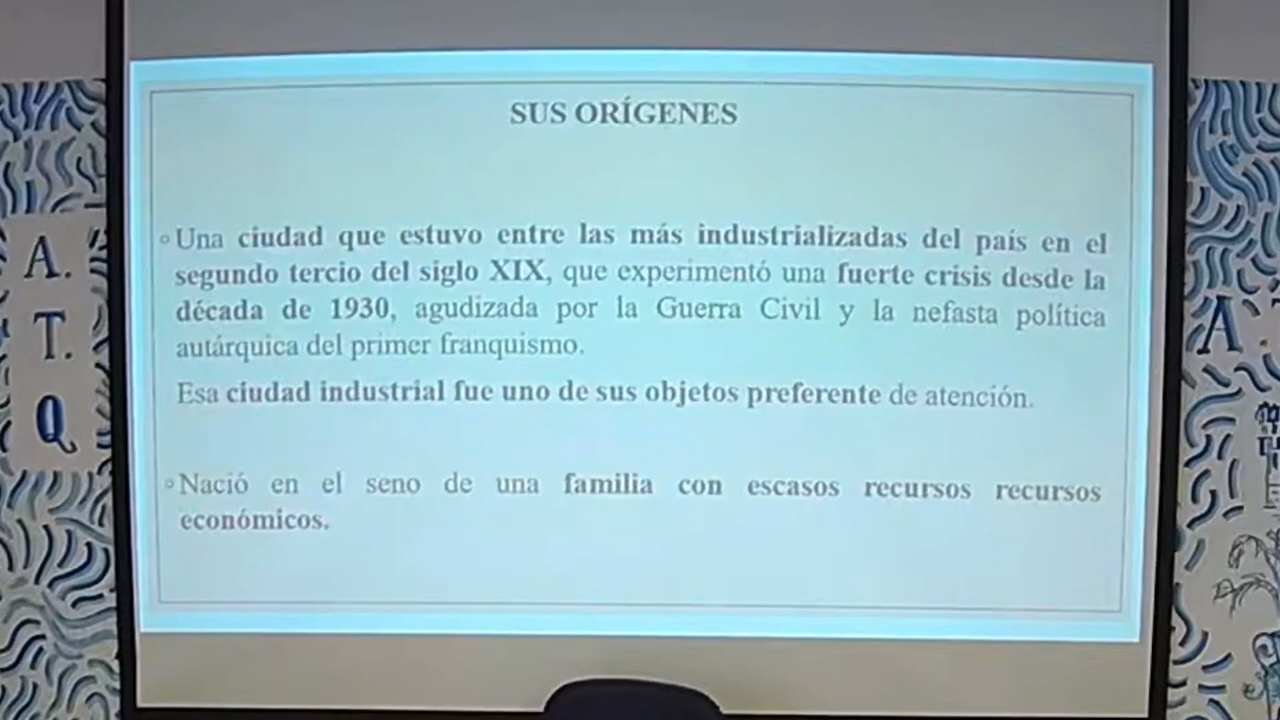 SUS ORÍGENES
Una ciudad que estuvo entre las más industrializadas del país en el
segundo tercio del siglo XIX, que experimentó una fuerte crisis desde la
década de 1930, agudizada por la Guerra Civil y la nefasta política
autárquica del primer franquismo.
Esa ciudad industrial fue uno de sus objetos preferente de atención.
Nació en el seno de una familia con escasos recursos recursos
económicos.
A.
T.
Q
A.